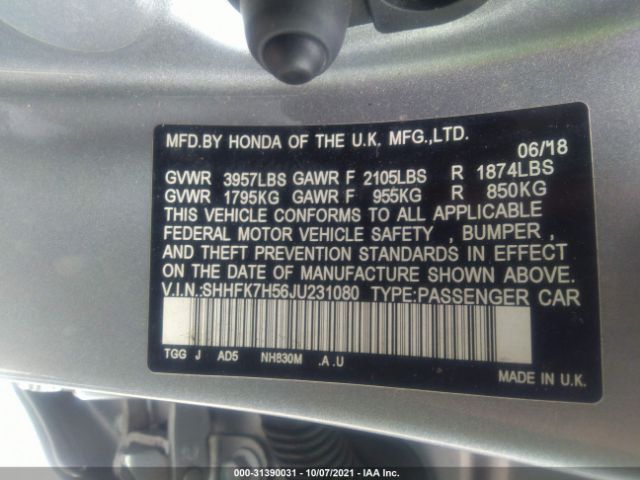 MFD.BY HONDA OF THE U.K. MFG.,LTD.
06/18
GVWR 3957LBS GAWR F 2105LBS R 1874LBS
GVWR 1795KG GAWR F 955KG R 850KG
THIS VEHICLE CONFORMS TO ALL APPLICABLE
FEDERAL MOTOR VEHICLE SAFETY , BUMPER ,
AND THEFT PREVENTION STANDARDS IN EFFECT
ON THE DATE OF MANUFACTURE SHOWN ABOVE.
V.I.N.:SHHFK7H56JU231080 TYPE:PASSENGER CAR
TGG J AD5 NH830M .A.U
MADE IN U.K.
000-31390031 - 10/07/2021 - IAA Inc.